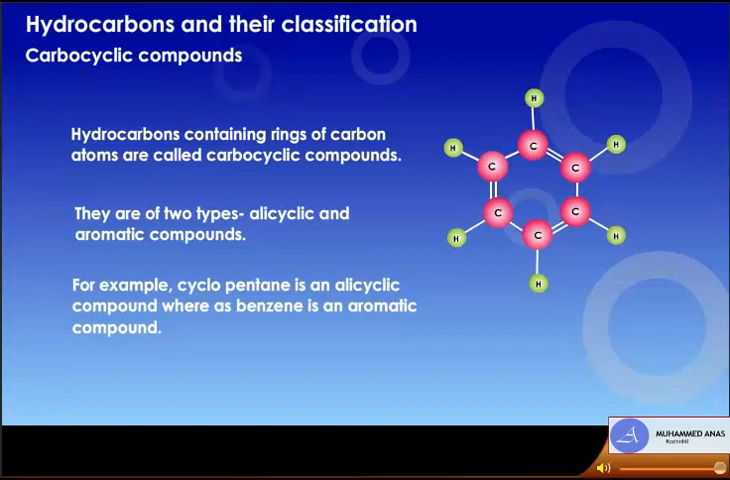 Hydrocarbons and their classification
Carbocyclic compounds
Hydrocarbons containing rings of carbon
atoms are called carbocyclic compounds.
They are of two types- alicyclic and
aromatic compounds.
For example, cyclo pentane is an alicyclic
compound where as benzene is an aromatic
compound.
H
H
C
H
C
C
C
C
H
C
H
H
A
MUHAMMED ANAS